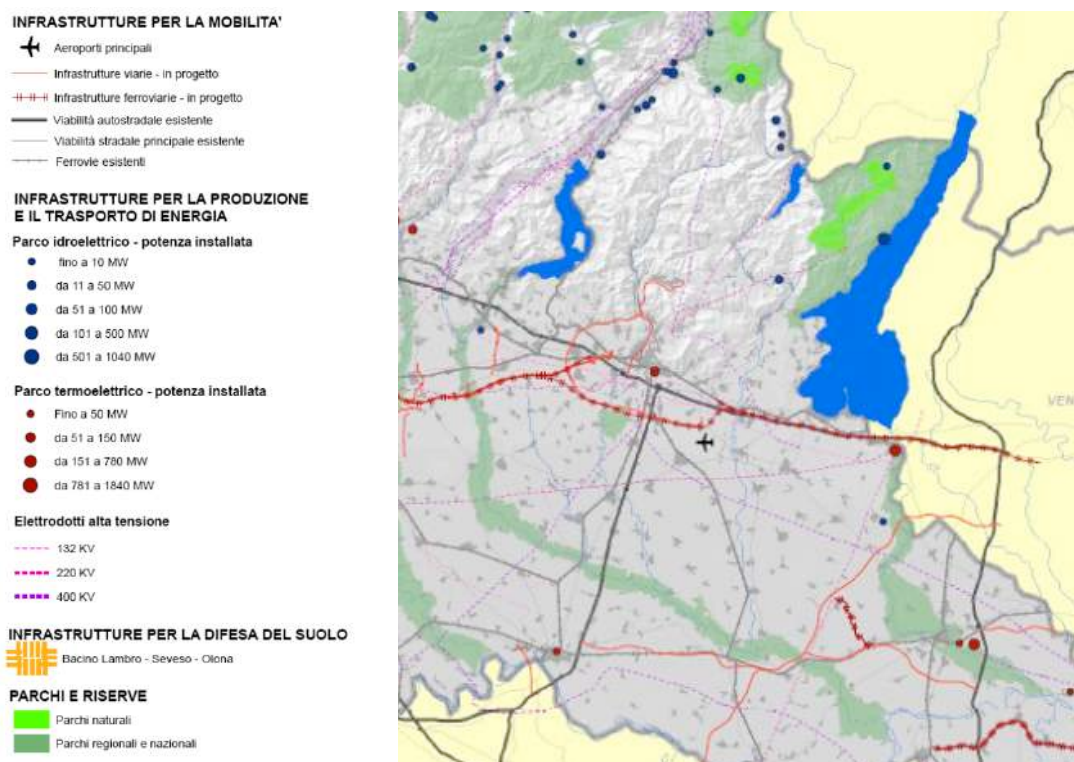 INFRASTRUTTURE PER LA MOBILITA'
Aeroporti principali
Infrastrutture viarie - in progetto
Infrastrutture ferroviarie - in progetto
Viabilità autostradale esistente
Viabilità stradale principale esistente
Ferrovie esistenti
INFRASTRUTTURE PER LA PRODUZIONE
E IL TRASPORTO DI ENERGIA
Parco idroelettrico - potenza installata
fino a 10 MW
da 11 a 50 MW
da 51 a 100 MW
da 101 a 500 MW
da 501 a 1040 MW
Parco termoelettrico - potenza installata
Fino a 50 MW
da 51 a 150 MW
da 151 a 780 MW
da 781 a 1840 MW
Elettrodotti alta tensione
132 KV
220 KV
400 KV
INFRASTRUTTURE PER LA DIFESA DEL SUOLO
Bacino Lambro - Seveso - Olona
PARCHI E RISERVE
Parchi naturali
Parchi regionali e nazionali
VEN